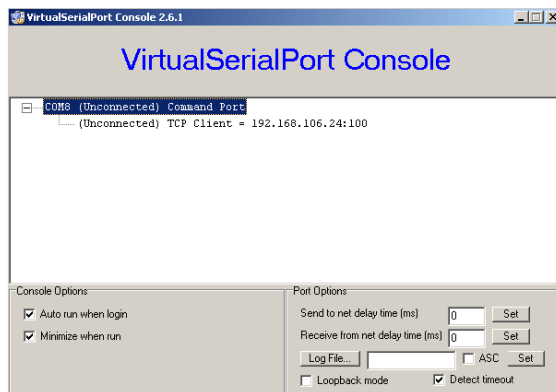 VirtualSerialPort Console 2.6.1
VirtualSerialPort Console
COM8 (Unconnected) Command Port
(Unconnected) TCP Client = 192.168.106.24:100
Console Options
Auto run when login
Minimize when run
Port Options
Send to net delay time (ms) 0 Set
Receive from net delay time (ms) 0 Set
Log File... ASC Set
Loopback mode Detect timeout